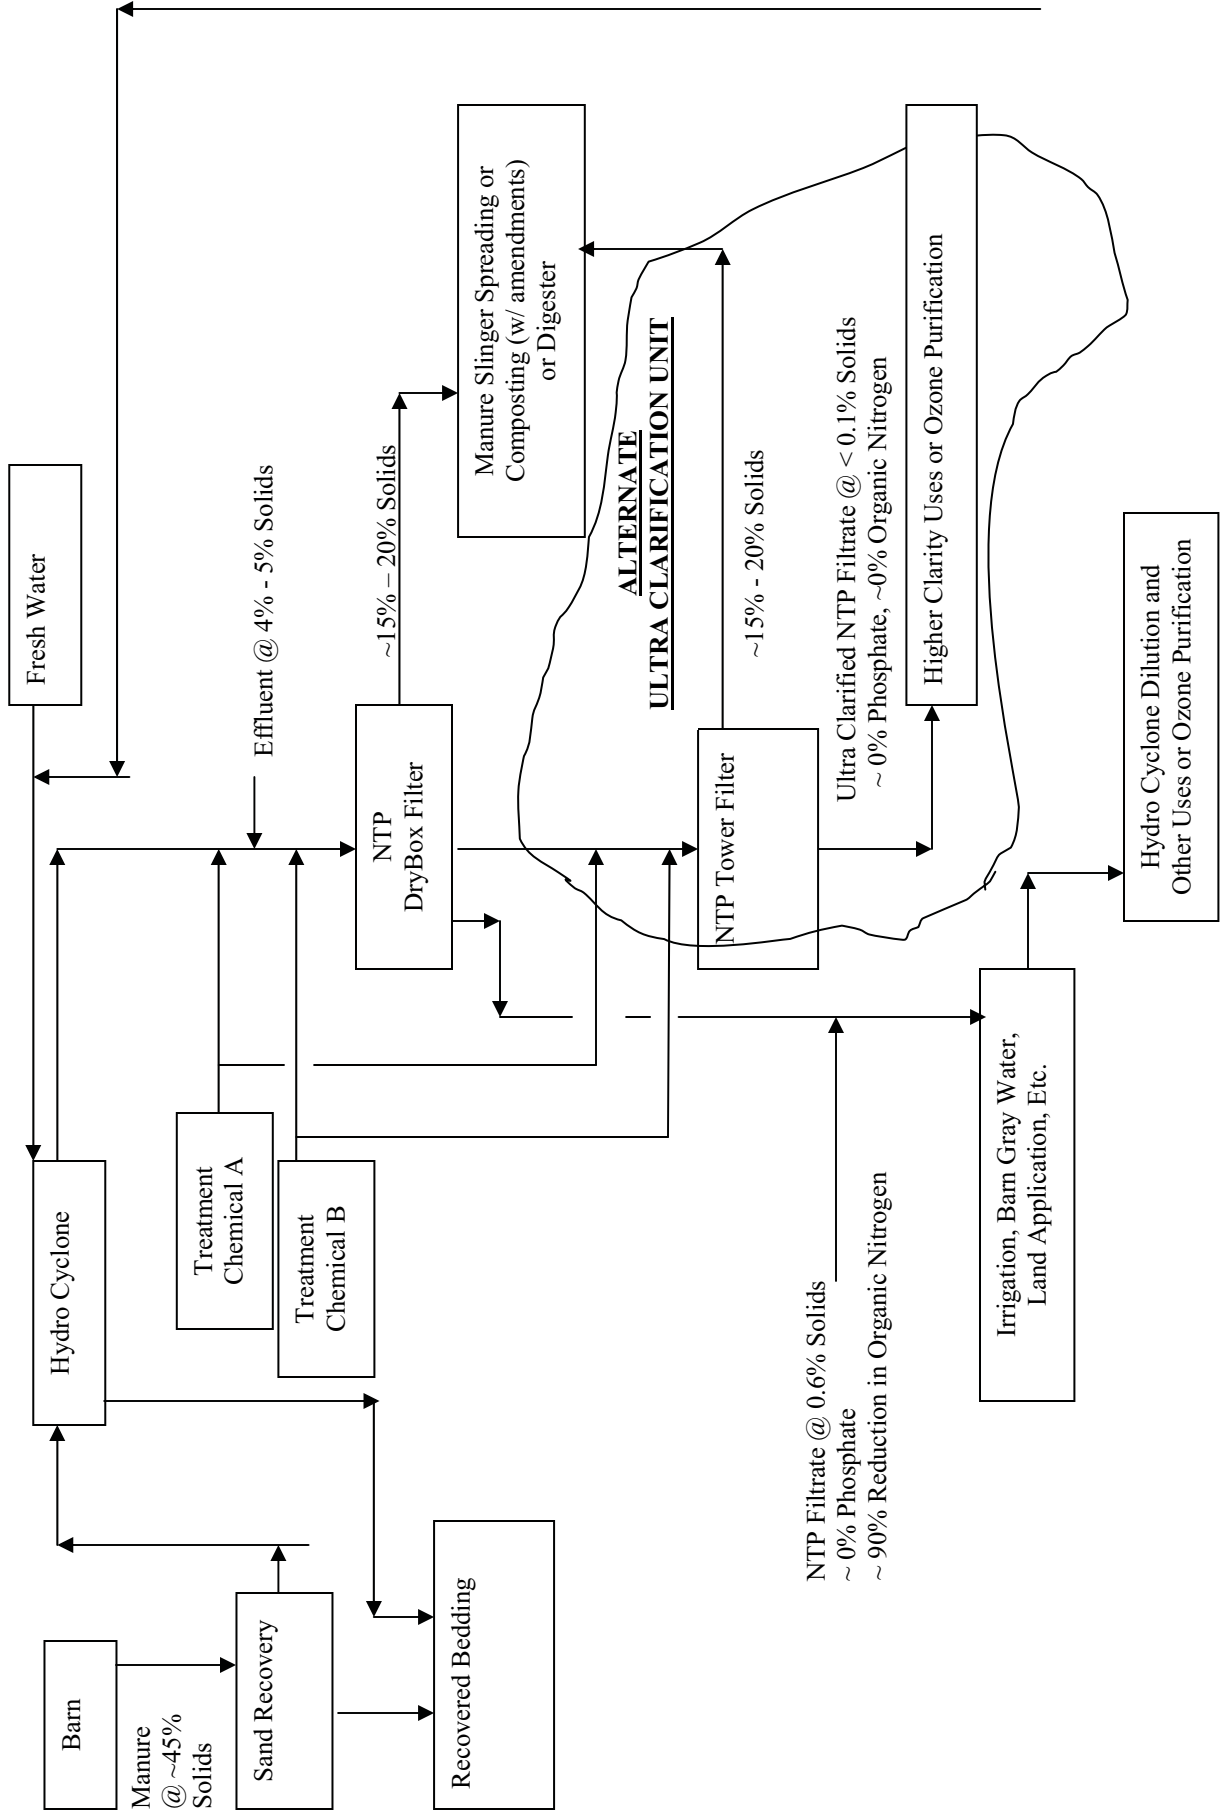 Barn
Manure
@ ~45%
Solids
Sand Recovery
Recovered Bedding
Hydro Cyclone
Treatment
Chemical A
Treatment
Chemical B
Fresh Water
Effluent @ 4% - 5% Solids
NTP
DryBox Filter
~15% – 20% Solids
Manure Slinger Spreading or
Composting (w/ amendments)
or Digester
ALTERNATE
ULTRA CLARIFICATION UNIT
NTP Tower Filter
~15% - 20% Solids
Ultra Clarified NTP Filtrate @ < 0.1% Solids
~ 0% Phosphate, ~0% Organic Nitrogen
Higher Clarity Uses or Ozone Purification
NTP Filtrate @ 0.6% Solids
~ 0% Phosphate
~ 90% Reduction in Organic Nitrogen
Irrigation, Barn Gray Water,
Land Application, Etc.
Hydro Cyclone Dilution and
Other Uses or Ozone Purification